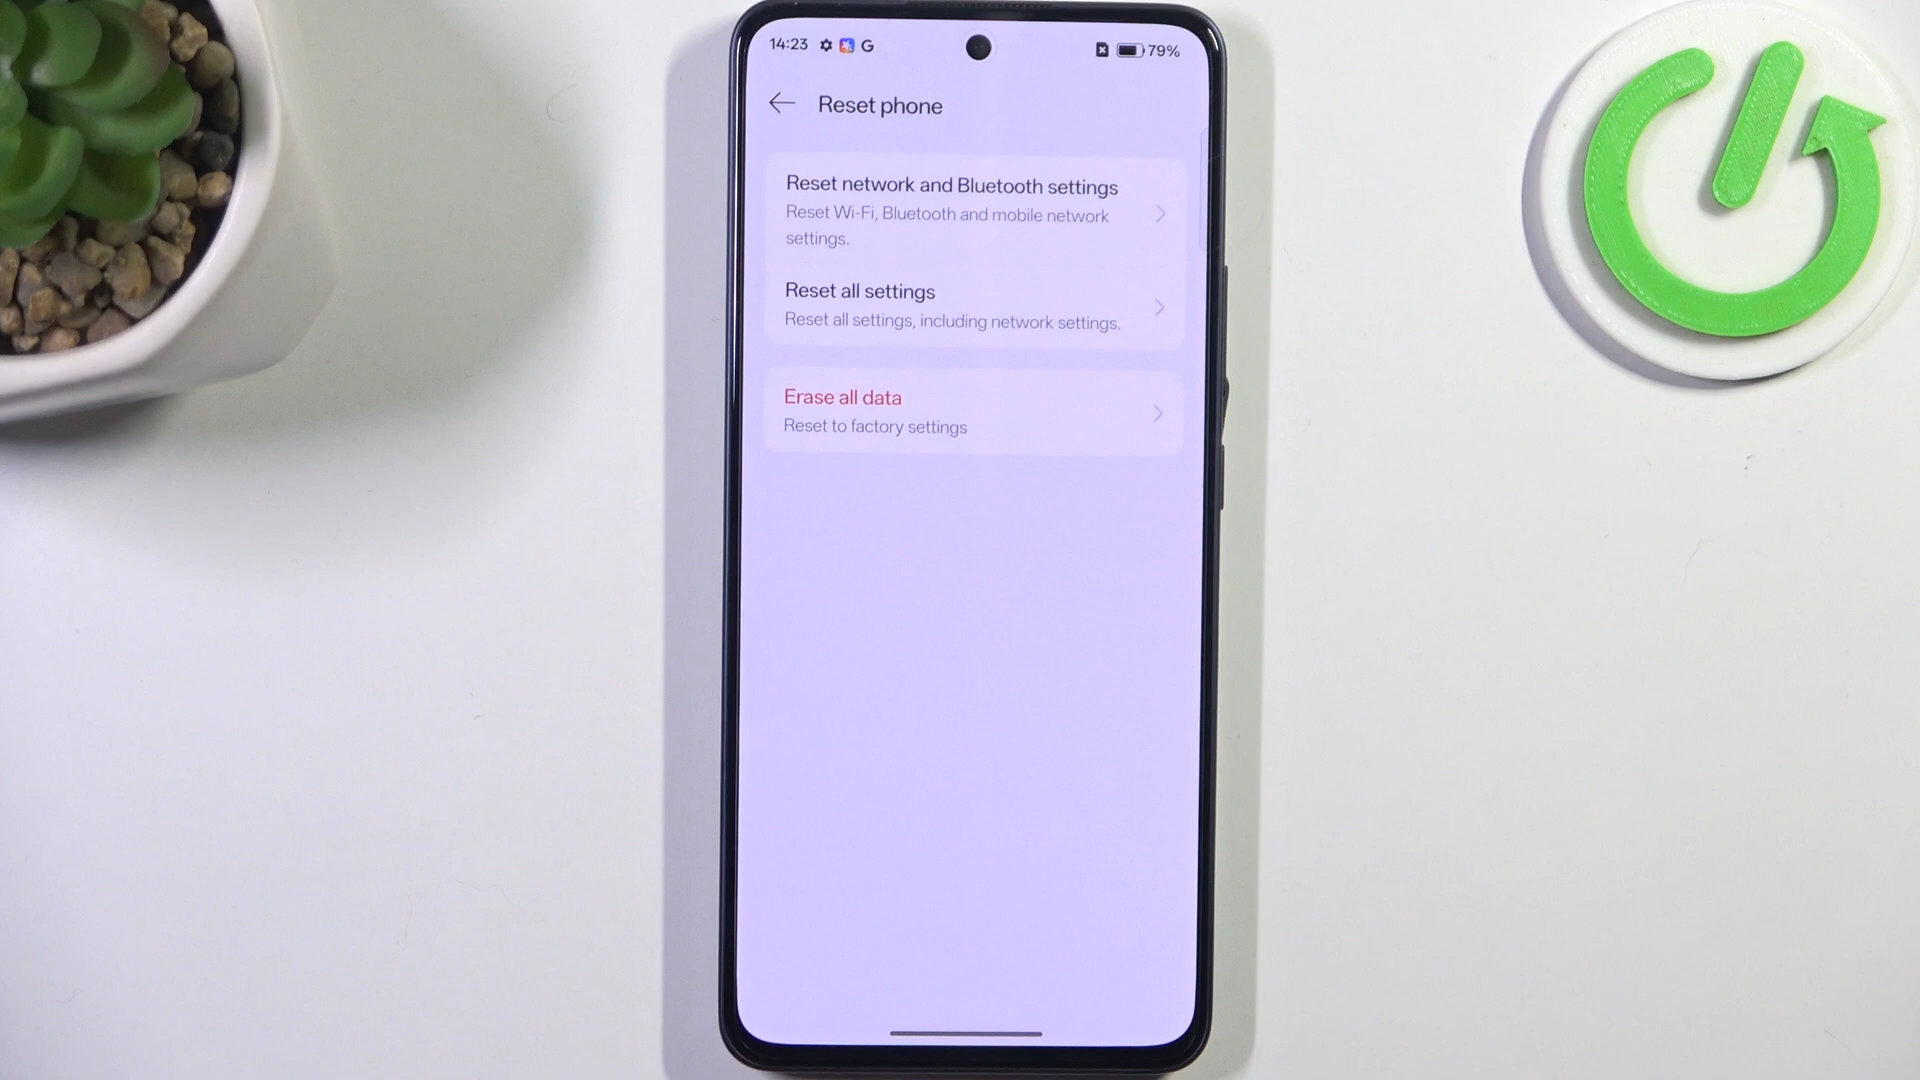 14:23 G 79%
Reset phone
Reset network and Bluetooth settings
Reset Wi-Fi, Bluetooth and mobile network
settings.
Reset all settings
Reset all settings, including network settings.
Erase all data
Reset to factory settings